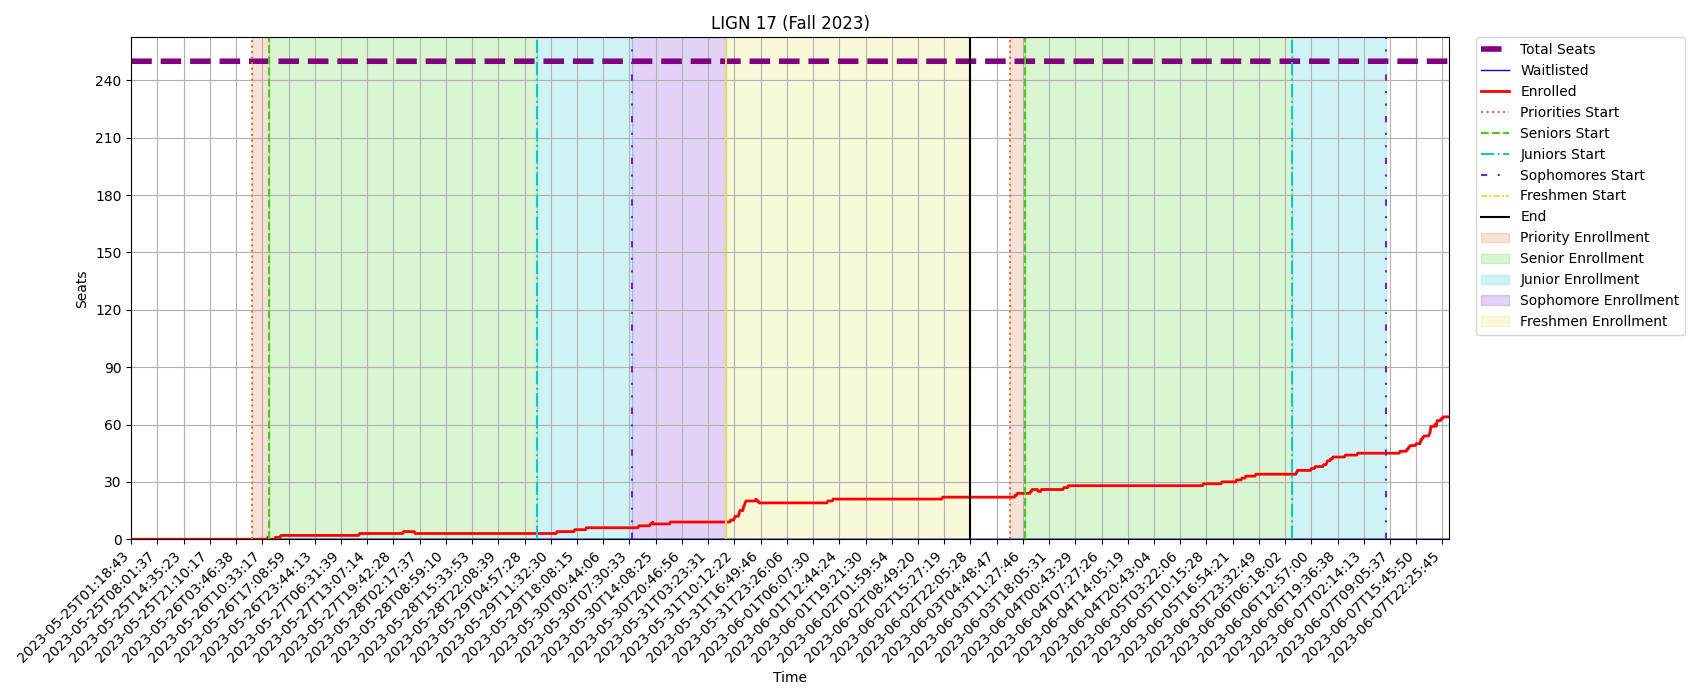 LIGN 17 (Fall 2023)
Seats
240
210
180
150
120
90
60
30
0
2023-05-25T01:18:43
2023-05-25T08:01:37
2023-05-25T14:35:23
2023-05-25T21:10:17
2023-05-26T03:46:38
2023-05-26T10:33:17
2023-05-26T17:08:59
2023-05-26T23:44:13
2023-05-27T06:31:39
2023-05-27T13:07:14
2023-05-27T19:42:28
2023-05-28T02:17:37
2023-05-28T08:59:10
2023-05-28T15:33:53
2023-05-28T22:08:39
2023-05-29T04:57:28
2023-05-29T11:32:30
2023-05-29T18:08:15
2023-05-30T00:44:06
2023-05-30T07:30:33
2023-05-30T14:08:25
2023-05-30T20:46:56
2023-05-31T03:23:31
2023-05-31T10:12:22
2023-05-31T16:49:46
2023-05-31T23:26:06
2023-06-01T06:07:30
2023-06-01T12:44:24
2023-06-01T19:21:30
2023-06-02T01:59:54
2023-06-02T08:49:20
2023-06-02T15:27:19
2023-06-02T22:05:28
2023-06-03T04:48:47
2023-06-03T11:27:46
2023-06-03T18:05:31
2023-06-04T00:43:29
2023-06-04T07:27:26
2023-06-04T14:05:19
2023-06-04T20:43:04
2023-06-05T03:22:06
2023-06-05T10:15:28
2023-06-05T16:54:21
2023-06-05T23:32:49
2023-06-06T06:18:02
2023-06-06T12:57:00
2023-06-06T19:36:38
2023-06-07T02:14:13
2023-06-07T09:05:37
2023-06-07T15:45:50
2023-06-07T22:25:45
Time
Total Seats
Waitlisted
Enrolled
Priorities Start
Seniors Start
Juniors Start
Sophomores Start
Freshmen Start
End
Priority Enrollment
Senior Enrollment
Junior Enrollment
Sophomore Enrollment
Freshmen Enrollment